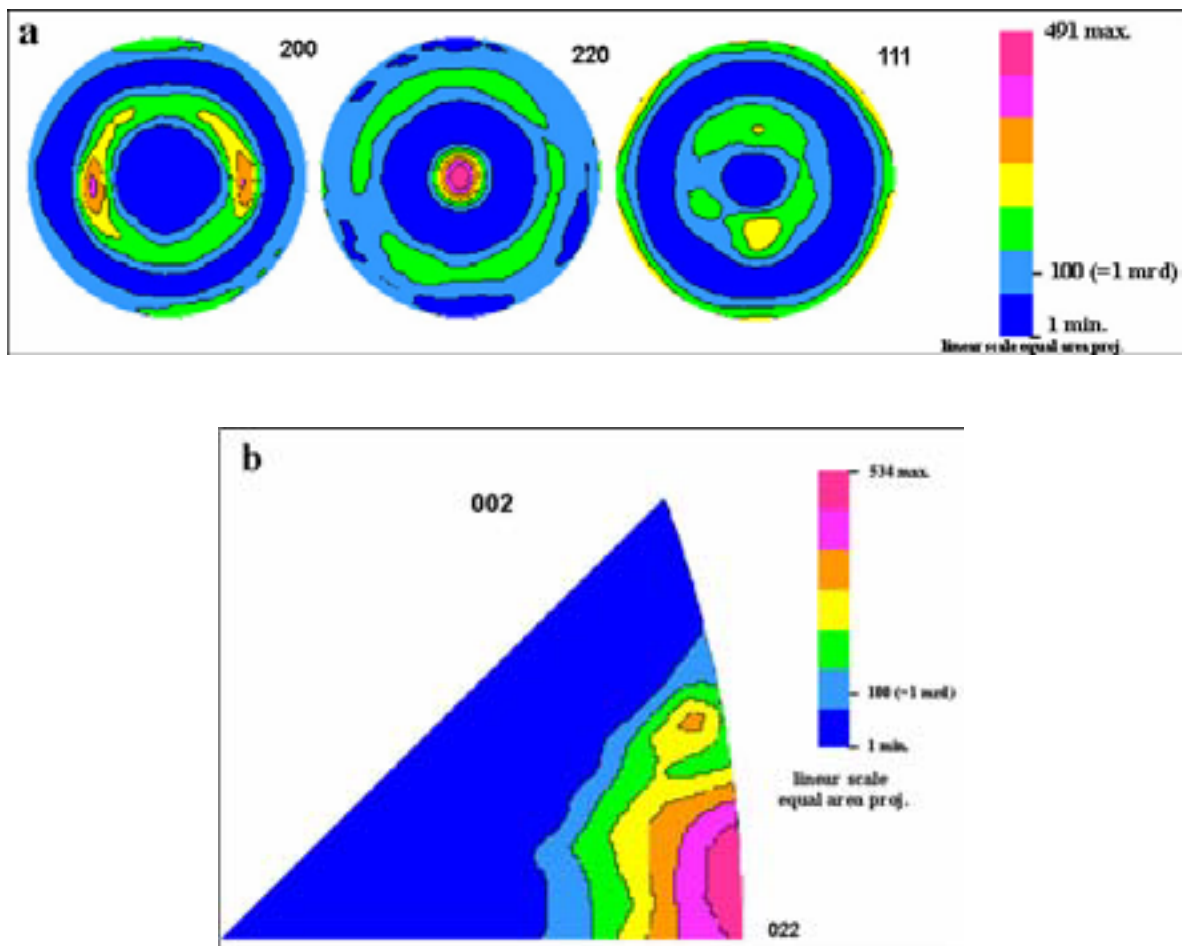 a
200
220
111
491 max.
100 (=1 mrd)
1 min.
linear scale equal area proj.
b
002
534 max.
100 (=1 mrd)
1 min.
linear scale
equal area proj.
022